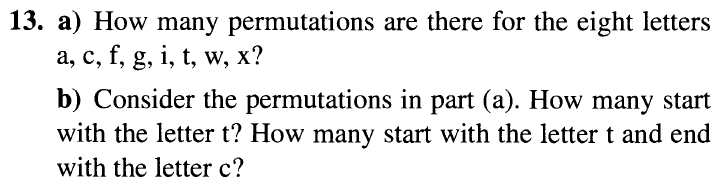 13. a) How many permutations are there for the eight letters
a, c, f, g, i, t, w, x?
b) Consider the permutations in part (a). How many start
with the letter t? How many start with the letter t and end
with the letter c?